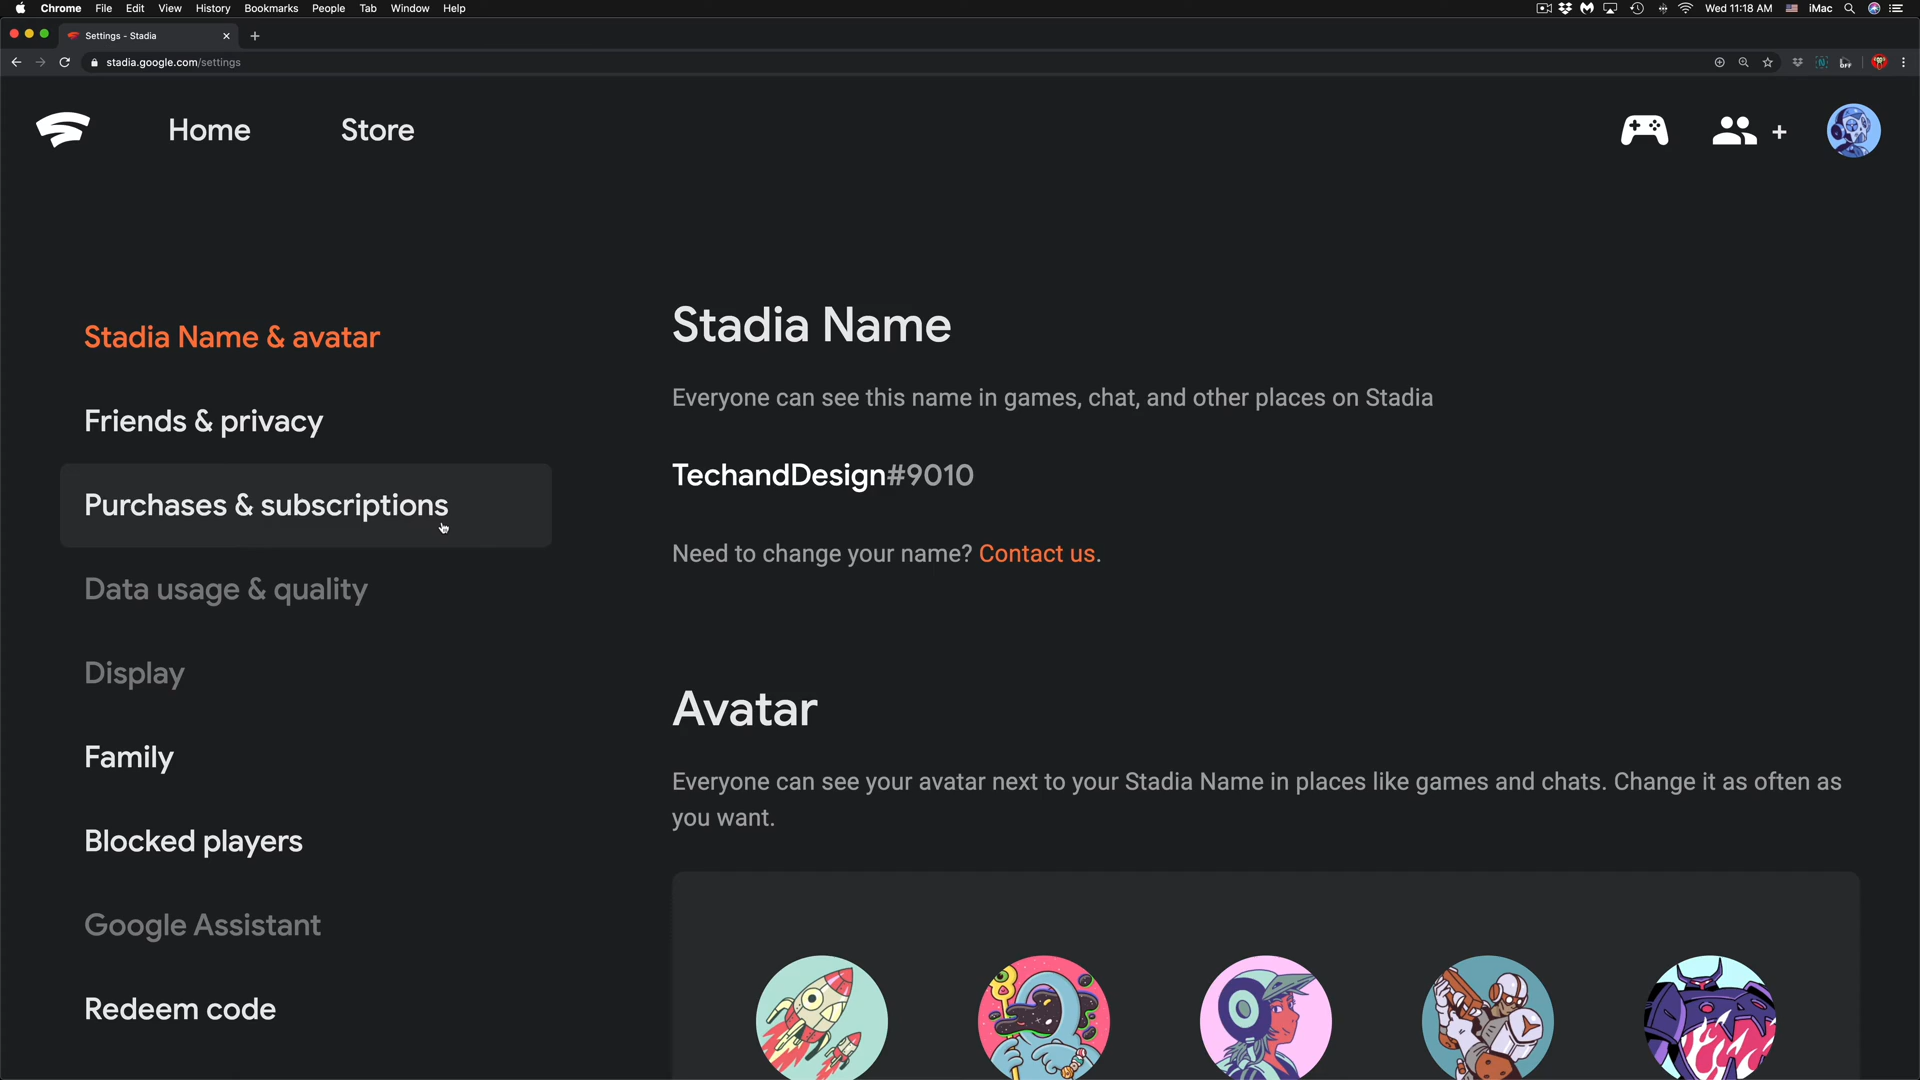 Chrome File Edit View History Bookmarks People Tab Window Help
Wed 11:18 AM iMac
Settings - Stadia
stadia.google.com/settings
Home Store
Stadia Name & avatar
Friends & privacy
Purchases & subscriptions
Data usage & quality
Display
Family
Blocked players
Google Assistant
Redeem code
Stadia Name
Everyone can see this name in games, chat, and other places on Stadia
TechandDesign#9010
Need to change your name? Contact us.
Avatar
Everyone can see your avatar next to your Stadia Name in places like games and chats. Change it as often as
you want.